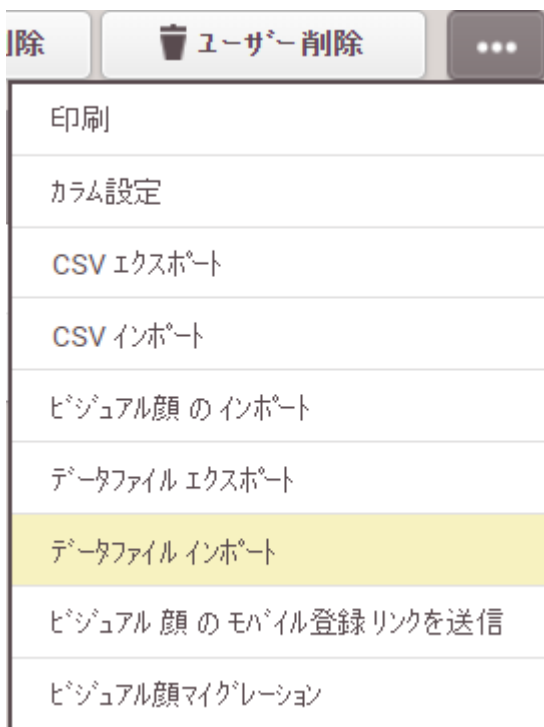 削除
ユーザー削除
印刷
カラム設定
CSV エクスポート
CSV インポート
ビジュアル顔 の インポート
データファイル エクスポート
データファイル インポート
ビジュアル 顔 の モバイル登録 リンクを送信
ビジュアル顔マイグレーション